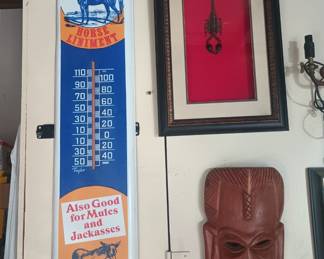 HORSE
LINIMENT
110
100
90
80
70
60
50
40
30
20
10
0
10
20
30
40
50
Taylor
Also Good
for Mules
and
Jackasses